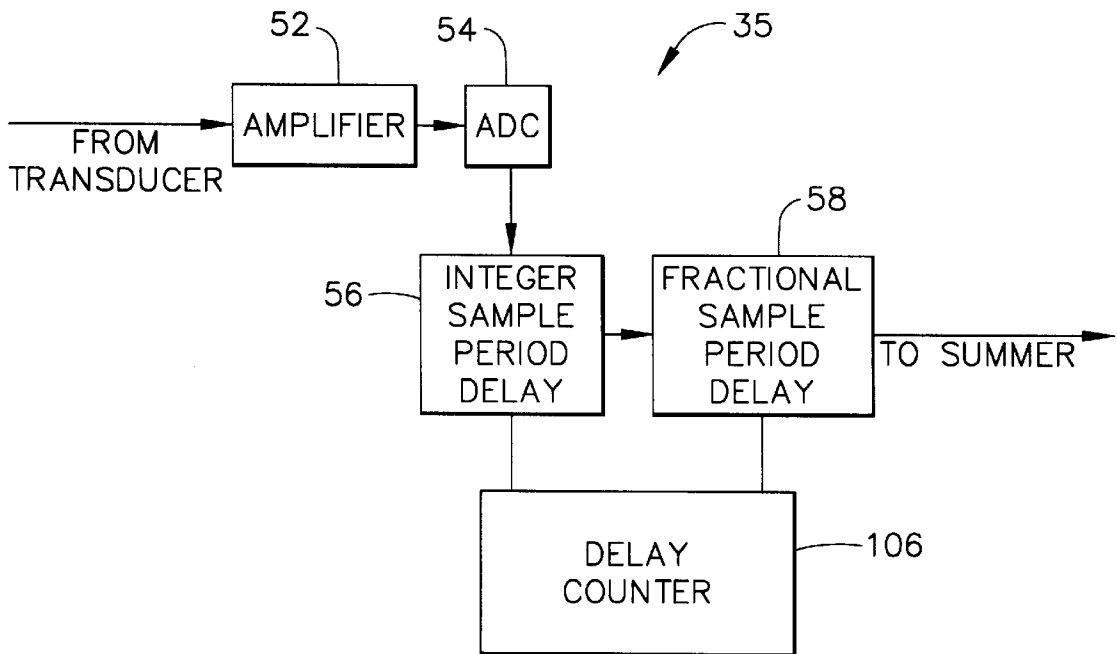 52
54
35
AMPLIFIER
ADC
FROM
TRANSDUCER
58
56
INTEGER
SAMPLE
PERIOD
DELAY
FRACTIONAL
SAMPLE
PERIOD
DELAY
TO SUMMER
DELAY
COUNTER
106